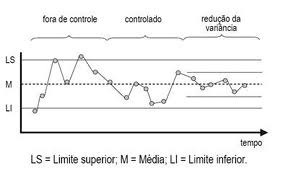 fora de controle
controlado
redução da
variância
LS
M
LI
tempo
LS = Limite superior; M = Média; LI = Limite inferior.